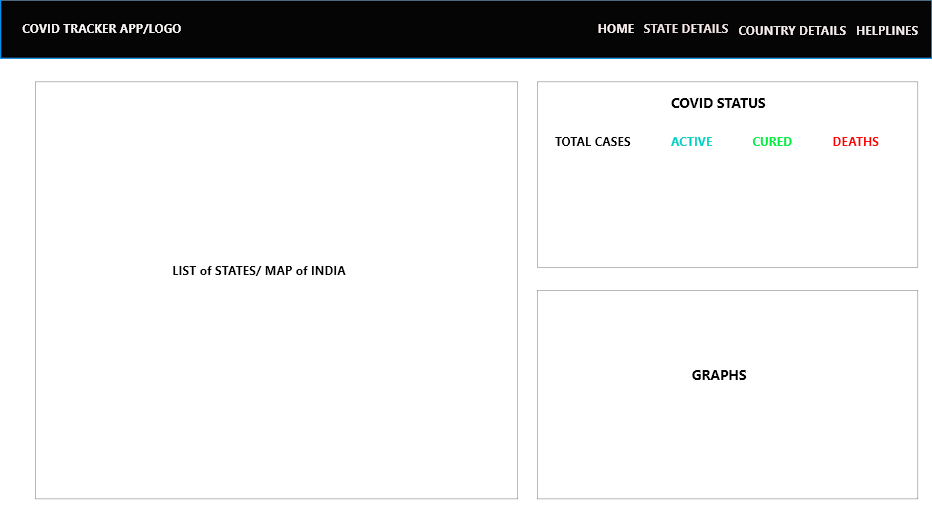 COVID TRACKER APP/LOGO
HOME STATE DETAILS COUNTRY DETAILS HELPLINES
LIST of STATES/ MAP of INDIA
COVID STATUS
TOTAL CASES ACTIVE CURED DEATHS
GRAPHS